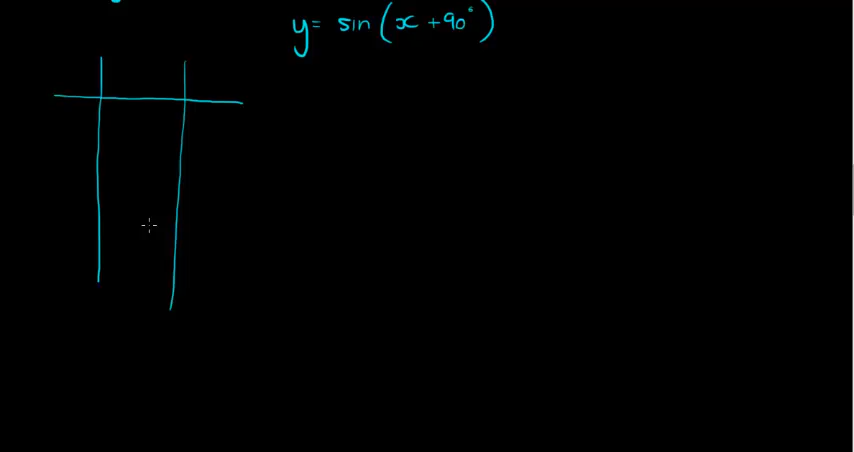 y = sin(x + 90°)